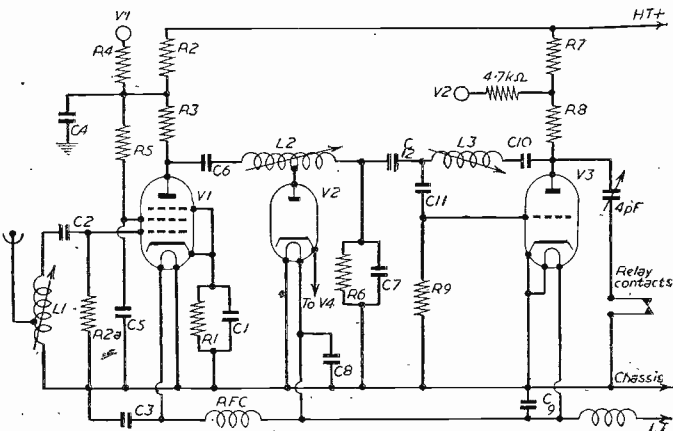 V1
HT+
R4
R2
R7
4·7kΩ
V2
R3
R8
C4
R5
L2
C12
L3
C10
C6
V1
V2
V3
C11
4pF
C2
L1
R2a
C5
R1
C1
To V4
R6
C7
R9
Relay
contacts
C8
Chassis
C3
RFC
C9
LT